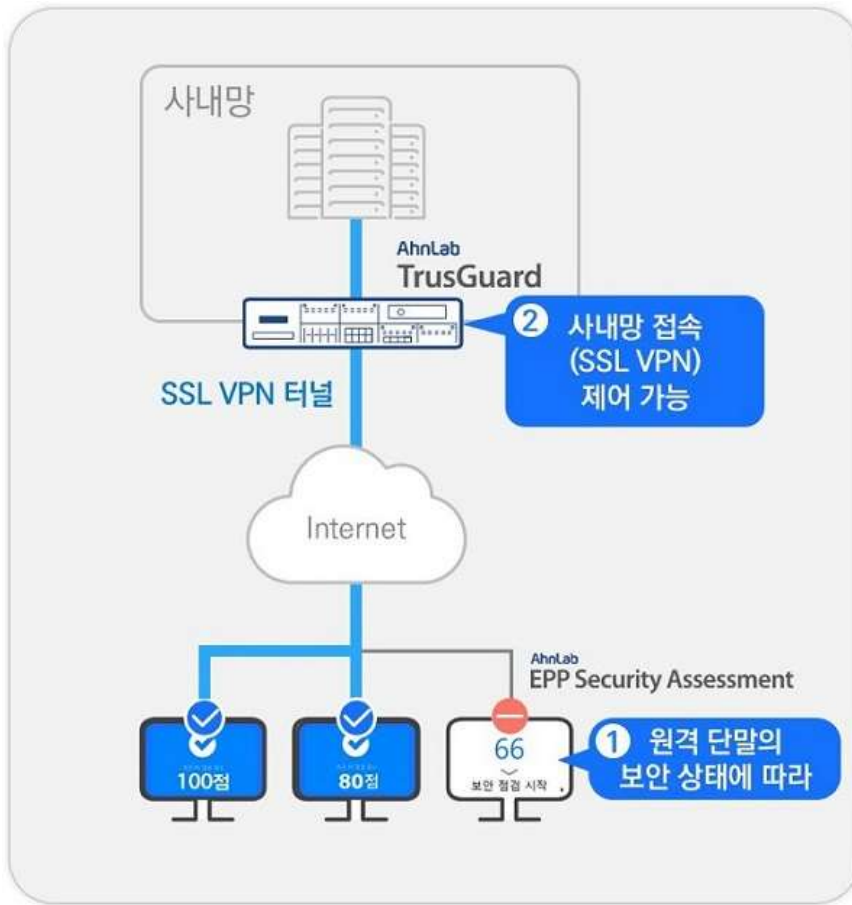 사내망
AhnLab
TrusGuard
2 사내망 접속
(SSL VPN)
제어 가능
SSL VPN 터널
Internet
AhnLab
EPP Security Assessment
100점
80점
66
보안 점검 시작
1 원격 단말의
보안 상태에 따라